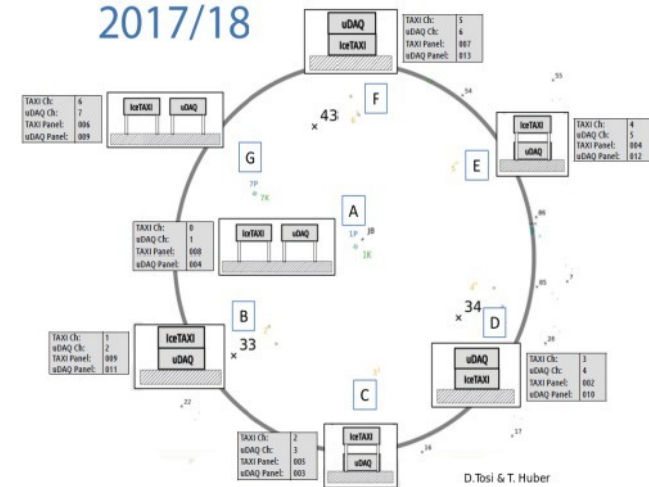 2017/18
uDAQ
IceTAXI
TAXI Ch: 5
uDAQ Ch: 6
TAXI Panel: 007
uDAQ Panel: 013
TAXI Ch: 6
uDAQ Ch: 7
TAXI Panel: 006
uDAQ Panel: 009
IceTAXI uDAQ
F
43
54
55
IceTAXI
uDAQ
TAXI Ch: 4
uDAQ Ch: 5
TAXI Panel: 004
uDAQ Panel: 012
G
E
7P
7K
A
1P
JB
1K
TAXI Ch: 0
uDAQ Ch: 1
TAXI Panel: 008
uDAQ Panel: 004
IceTAXI uDAQ
B
33
34
D
TAXI Ch: 1
uDAQ Ch: 2
TAXI Panel: 009
uDAQ Panel: 011
IceTAXI
uDAQ
uDAQ
IceTAXI
TAXI Ch: 3
uDAQ Ch: 4
TAXI Panel: 002
uDAQ Panel: 010
C
22
TAXI Ch: 2
uDAQ Ch: 3
TAXI Panel: 005
uDAQ Panel: 003
IceTAXI
uDAQ
16
17
D.Tosi & T. Huber